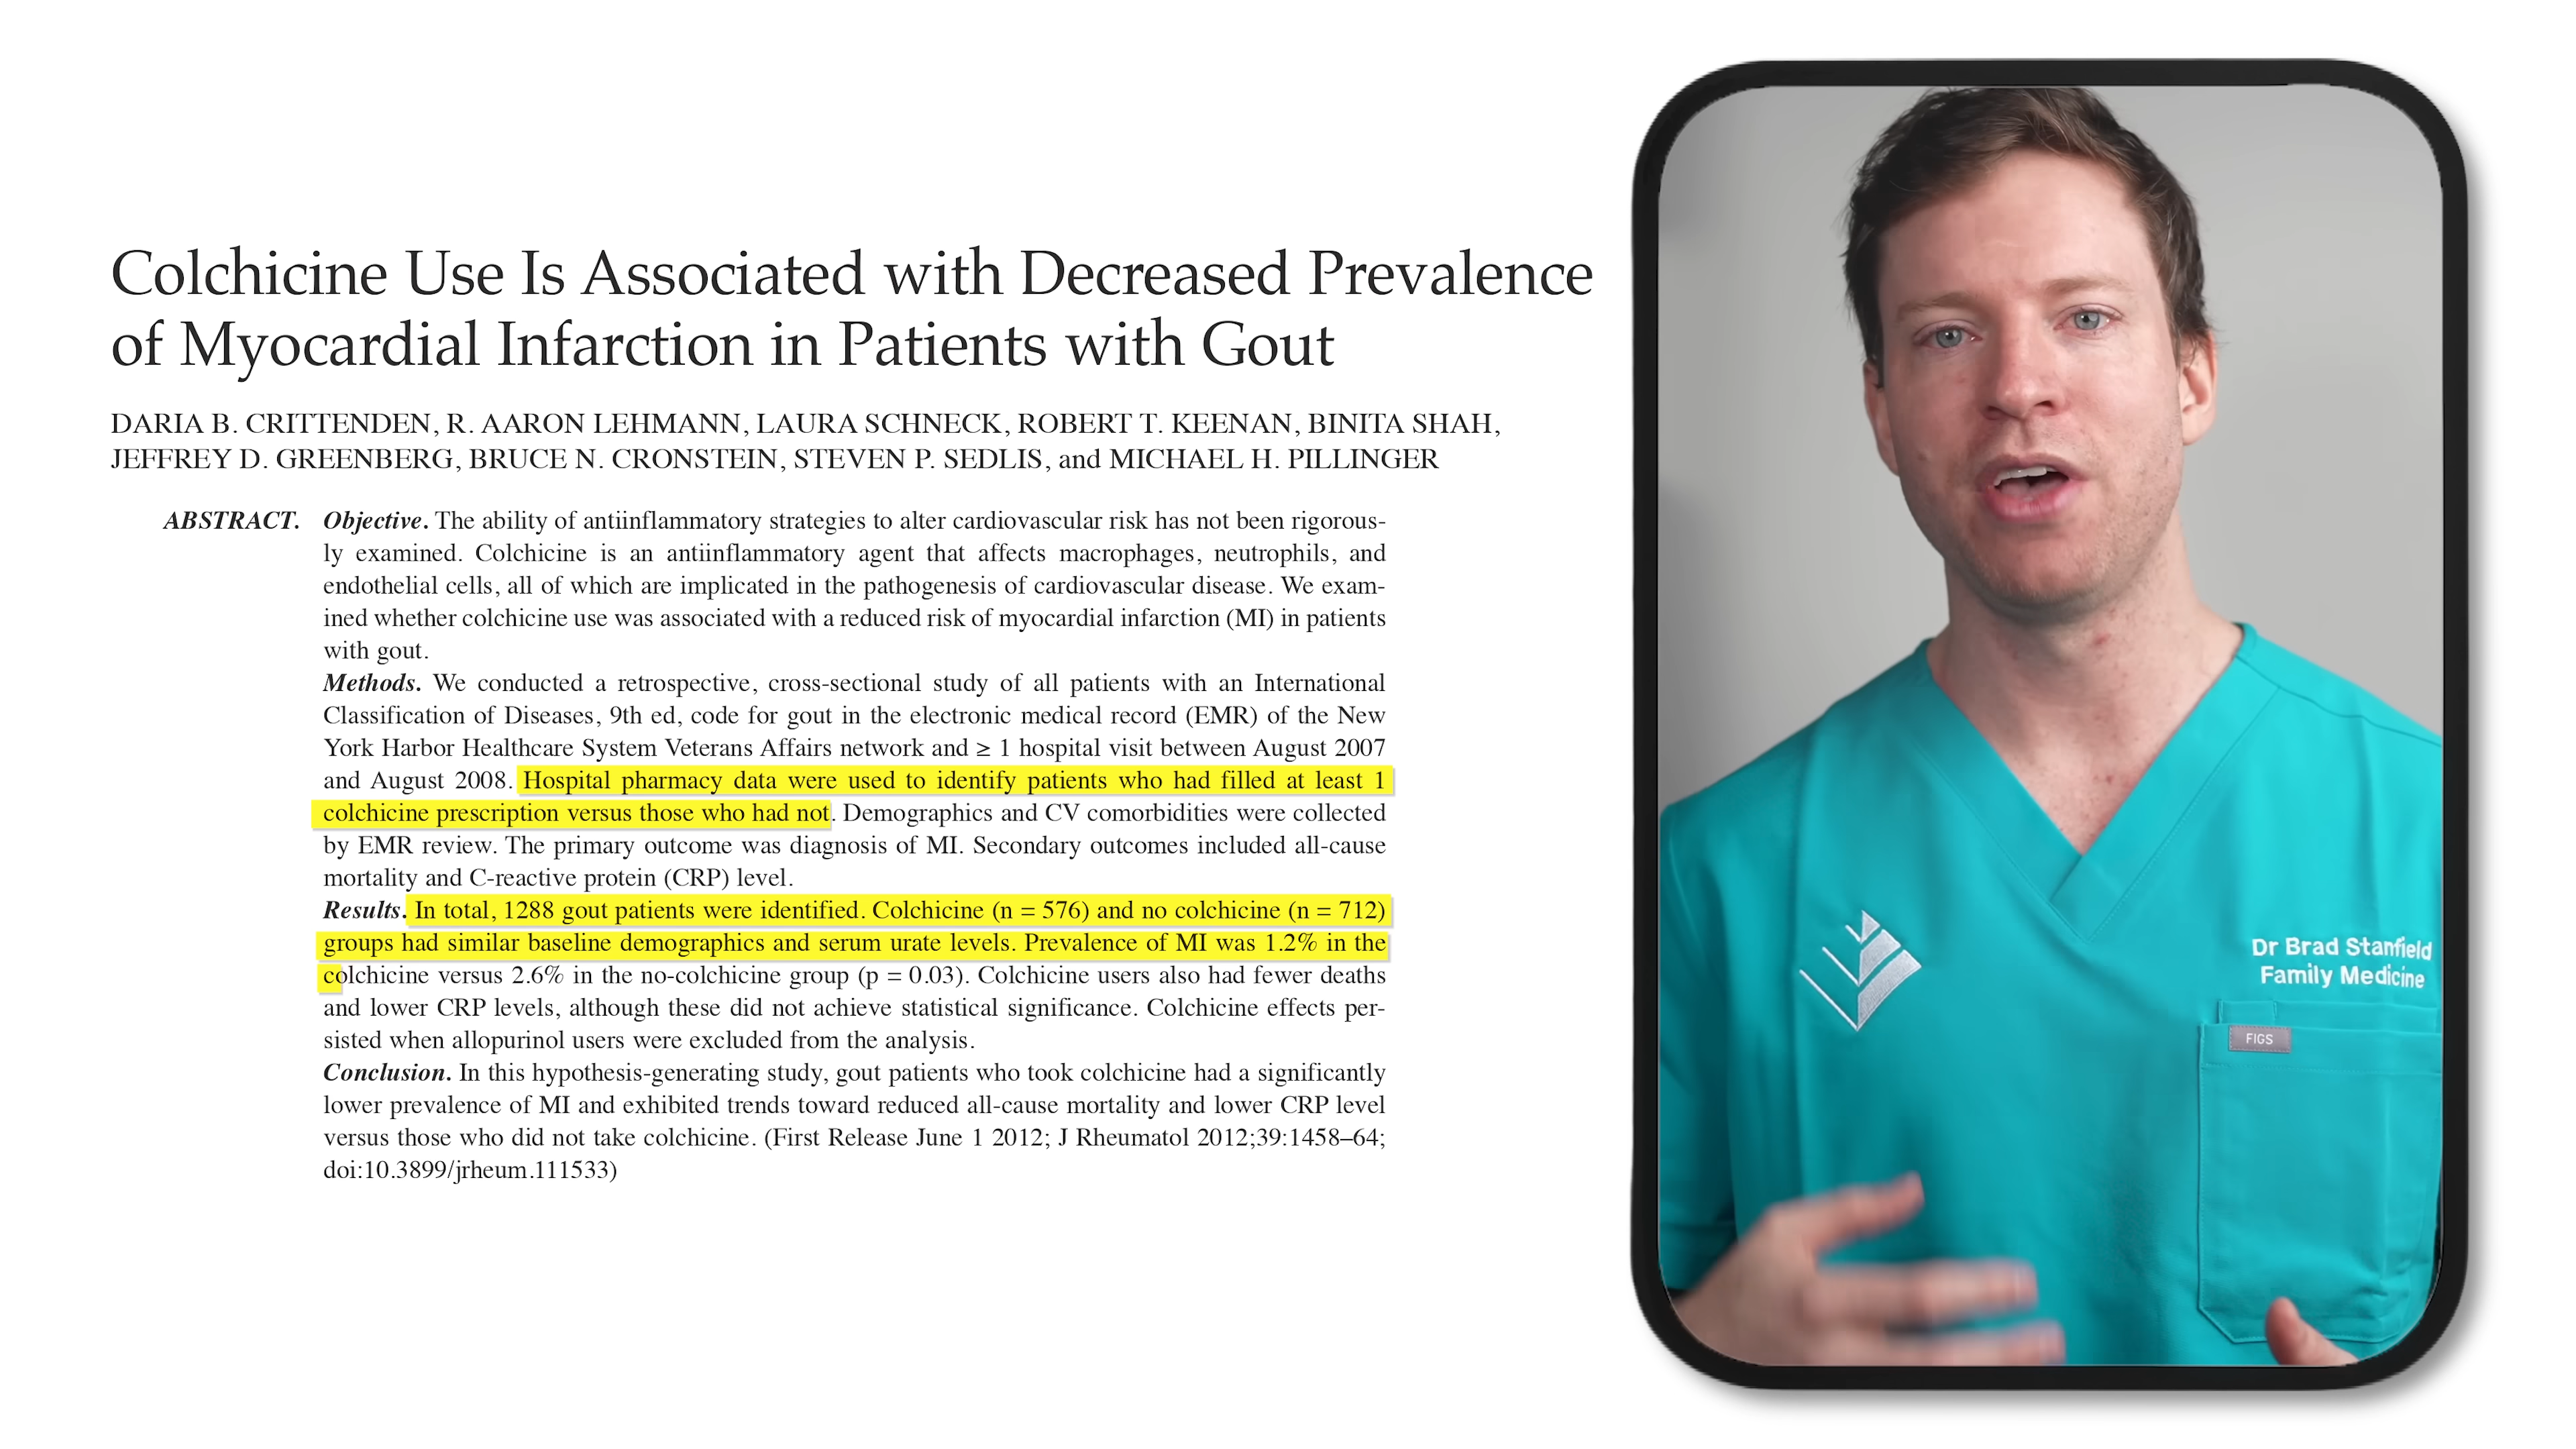 Colchicine Use Is Associated with Decreased Prevalence
of Myocardial Infarction in Patients with Gout
DARIA B. CRITTENDEN, R. AARON LEHMANN, LAURA SCHNECK, ROBERT T. KEENAN, BINITA SHAH,
JEFFREY D. GREENBERG, BRUCE N. CRONSTEIN, STEVEN P. SEDLIS, and MICHAEL H. PILLINGER
ABSTRACT. Objective. The ability of antiinflammatory strategies to alter cardiovascular risk has not been rigorous-
ly examined. Colchicine is an antiinflammatory agent that affects macrophages, neutrophils, and
endothelial cells, all of which are implicated in the pathogenesis of cardiovascular disease. We exam-
ined whether colchicine use was associated with a reduced risk of myocardial infarction (MI) in patients
with gout.
Methods. We conducted a retrospective, cross-sectional study of all patients with an International
Classification of Diseases, 9th ed, code for gout in the electronic medical record (EMR) of the New
York Harbor Healthcare System Veterans Affairs network and ≥ 1 hospital visit between August 2007
and August 2008. Hospital pharmacy data were used to identify patients who had filled at least 1
colchicine prescription versus those who had not. Demographics and CV comorbidities were collected
by EMR review. The primary outcome was diagnosis of MI. Secondary outcomes included all-cause
mortality and C-reactive protein (CRP) level.
Results. In total, 1288 gout patients were identified. Colchicine (n = 576) and no colchicine (n = 712)
groups had similar baseline demographics and serum urate levels. Prevalence of MI was 1.2% in the
colchicine versus 2.6% in the no-colchicine group (p = 0.03). Colchicine users also had fewer deaths
and lower CRP levels, although these did not achieve statistical significance. Colchicine effects per-
sisted when allopurinol users were excluded from the analysis.
Conclusion. In this hypothesis-generating study, gout patients who took colchicine had a significantly
lower prevalence of MI and exhibited trends toward reduced all-cause mortality and lower CRP level
versus those who did not take colchicine. (First Release June 1 2012; J Rheumatol 2012;39:1458–64;
doi:10.3899/jrheum.111533)
Dr Brad Stanfield
Family Medicine
FIGS